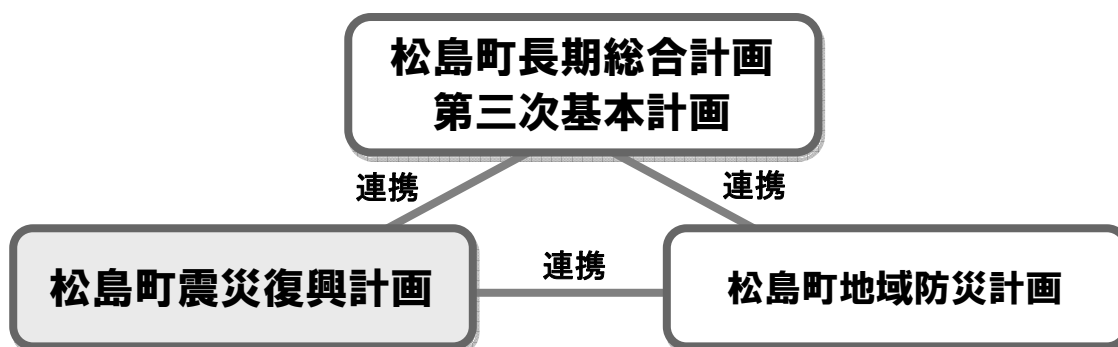 松島町長期総合計画
第三次基本計画
連携
連携
松島町震災復興計画
連携
松島町地域防災計画